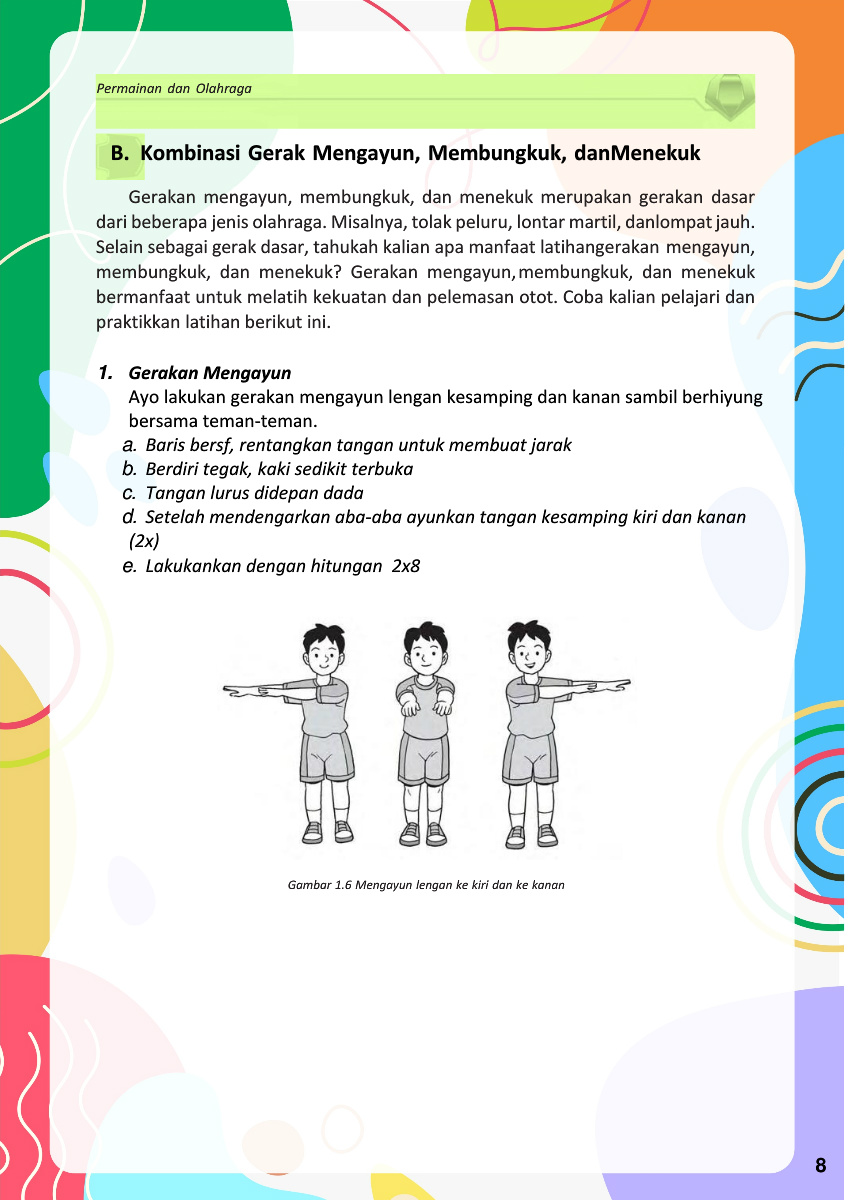 Permainan dan Olahraga
B. Kombinasi Gerak Mengayun, Membungkuk, danMenekuk
Gerakan mengayun, membungkuk, dan menekuk merupakan gerakan dasar
dari beberapa jenis olahraga. Misalnya, tolak peluru, lontar martil, danlompat jauh.
Selain sebagai gerak dasar, tahukah kalian apa manfaat latihangerakan mengayun,
membungkuk, dan menekuk? Gerakan mengayun,membungkuk, dan menekuk
bermanfaat untuk melatih kekuatan dan pelemasan otot. Coba kalian pelajari dan
praktikkan latihan berikut ini.
1. Gerakan Mengayun
Ayo lakukan gerakan mengayun lengan kesamping dan kanan sambil berhiyung
bersama teman-teman.
a. Baris bersf, rentangkan tangan untuk membuat jarak
b. Berdiri tegak, kaki sedikit terbuka
c. Tangan lurus didepan dada
d. Setelah mendengarkan aba-aba ayunkan tangan kesamping kiri dan kanan
(2x)
e. Lakukankan dengan hitungan 2x8
Gambar 1.6 Mengayun lengan ke kiri dan ke kanan
8